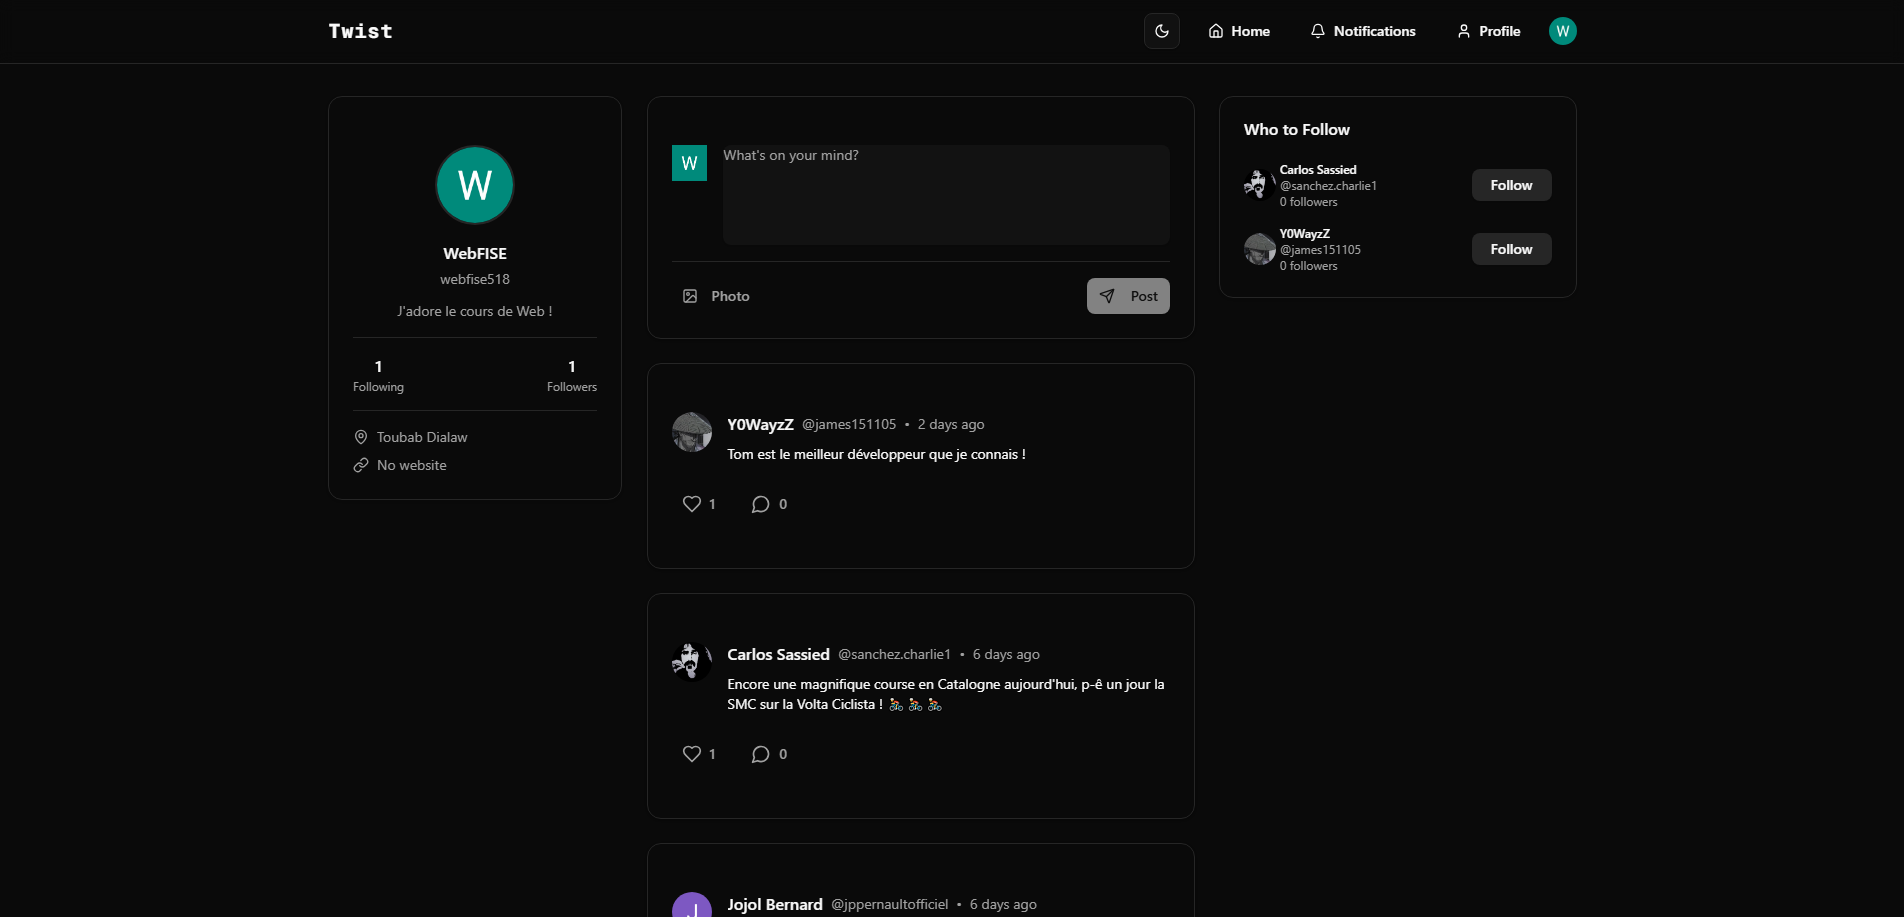 Twist
Home
Notifications
Profile
W
W
WebFISE
webfise518
J'adore le cours de Web !
1
Following
1
Followers
Toubab Dialaw
No website
W
What's on your mind?
Photo
Post
Y0WayzZ @james151105 • 2 days ago
Tom est le meilleur développeur que je connais !
1
0
Carlos Sassied @sanchez.charlie1 • 6 days ago
Encore une magnifique course en Catalogne aujourd'hui, p-ê un jour la
SMC sur la Volta Ciclista ! 🚴 🚴 🚴
1
0
J
Jojol Bernard @jppernaultofficiel • 6 days ago
Who to Follow
Carlos Sassied
@sanchez.charlie1
0 followers
Follow
Y0WayzZ
@james151105
0 followers
Follow